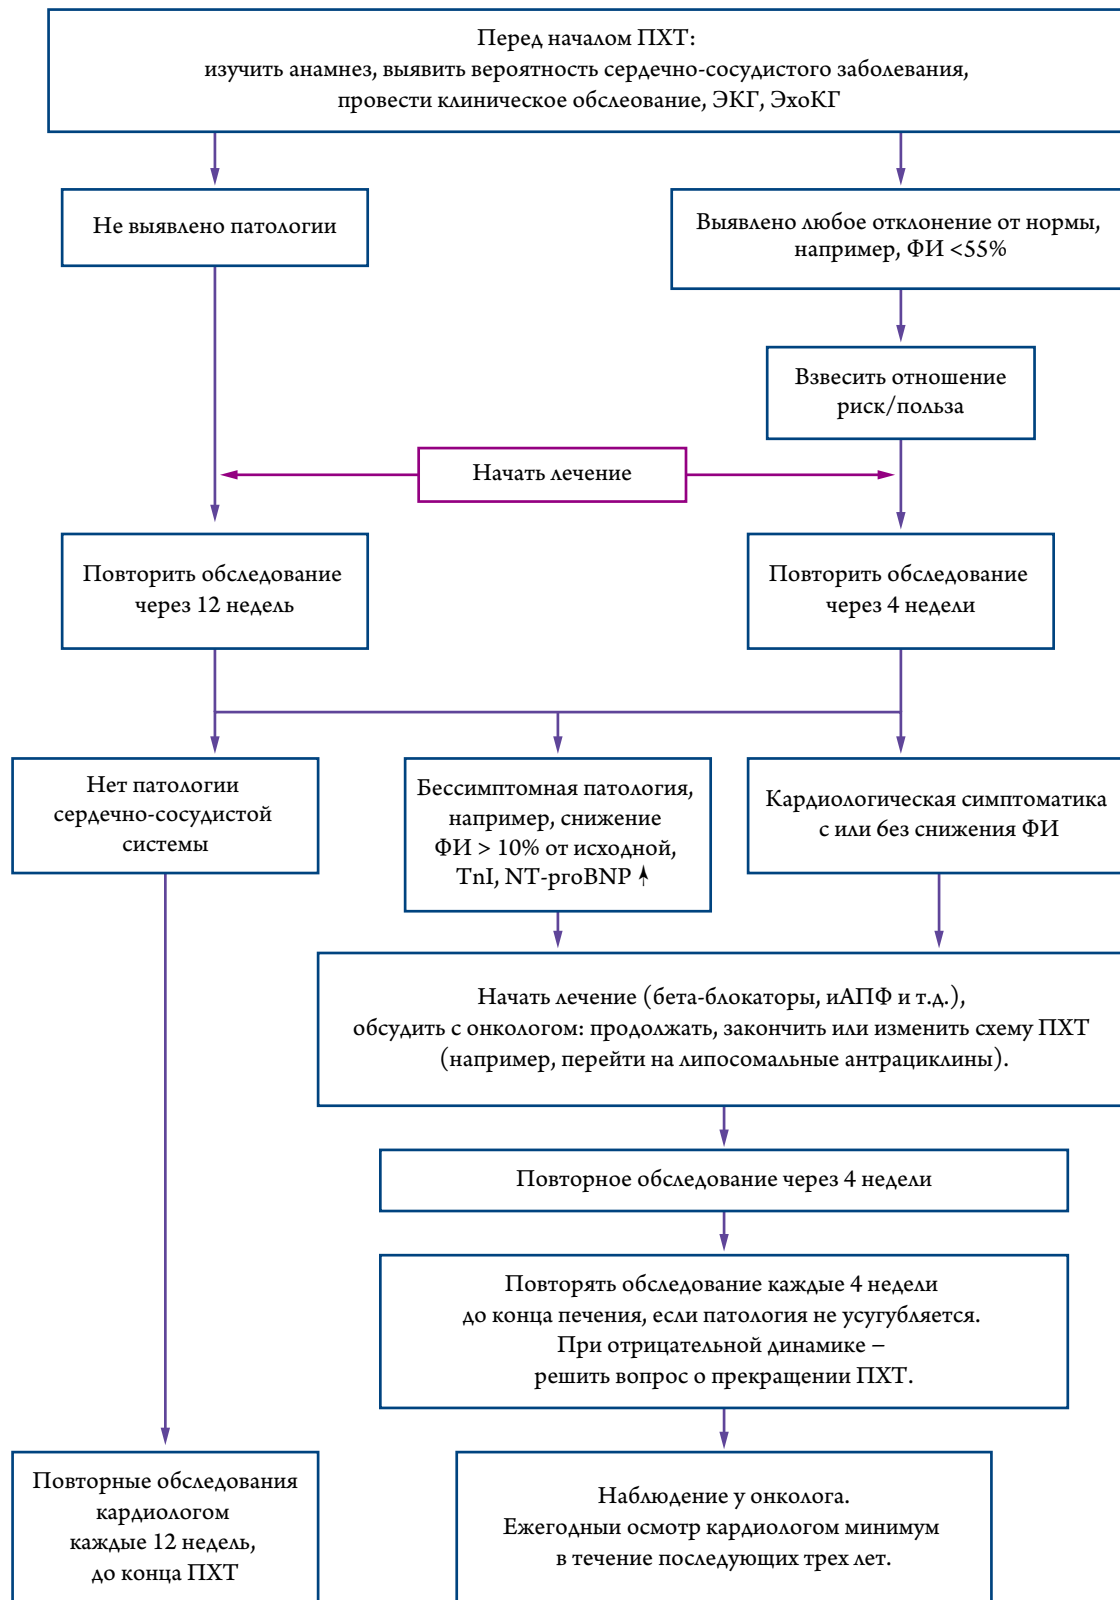 Перед началом ПХТ:
изучить анамнез, выявить вероятность сердечно-сосудистого заболевания,
провести клиническое обслеование, ЭКГ, ЭхоКГ
Не выявлено патологии
Выявлено любое отклонение от нормы,
например, ФИ <55%
Взвесить отношение
риск/польза
Начать лечение
Повторить обследование
через 12 недель
Повторить обследование
через 4 недели
Нет патологии
сердечно-сосудистой
системы
Бессимптомная патология,
например, снижение
ФИ > 10% от исходной,
TnI, NT-proBNP ↑
Кардиологическая симптоматика
с или без снижения ФИ
Начать лечение (бета-блокаторы, иАПФ и т.д.),
обсудить с онкологом: продолжать, закончить или изменить схему ПХТ
(например, перейти на липосомальные антрациклины).
Повторное обследование через 4 недели
Повторять обследование каждые 4 недели
до конца печения, если патология не усугубляется.
При отрицательной динамике –
решить вопрос о прекращении ПХТ.
Повторные обследования
кардиологом
каждые 12 недель,
до конца ПХТ
Наблюдение у онколога.
Ежегодныи осмотр кардиологом минимум
в течение последующих трех лет.